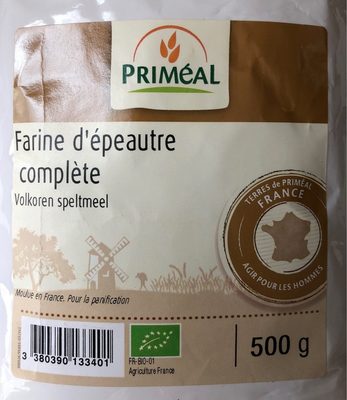 PRIMÉAL
Farine d'épeautre
complète
Volkoren speltmeel
TERRES DE PRIMÉAL
FRANCE
AGIR POUR LES HOMMES
Moulue en France. Pour la panification
3 380390 133401
FR-BIO-01
Agriculture France
500 g